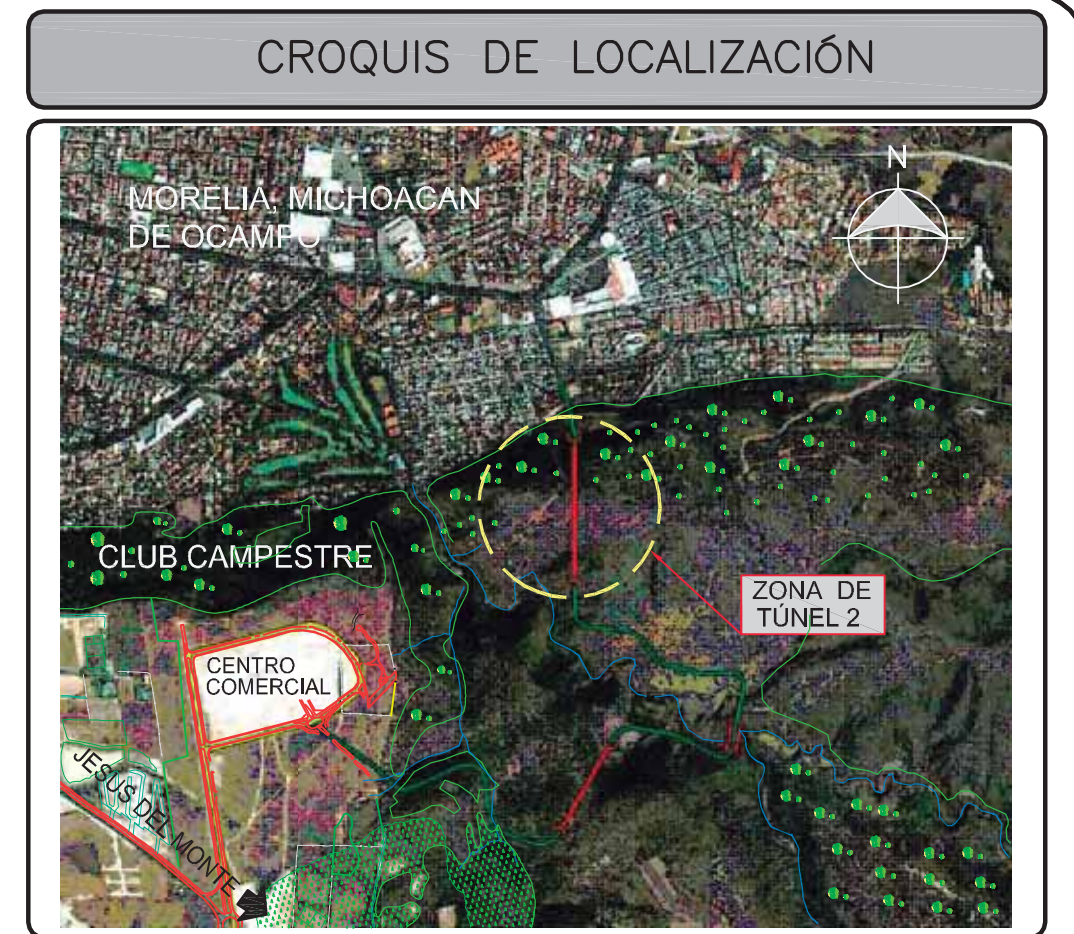 CROQUIS DE LOCALIZACIÓN
N
MORELIA, MICHOACAN
DE OCAMPO
CLUB CAMPESTRE
ZONA DE
TÚNEL 2
CENTRO
COMERCIAL
JESUS DEL MONTE